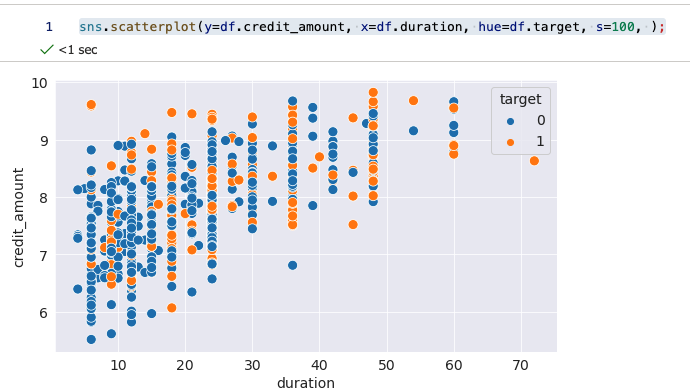 1 sns.scatterplot(y=df.credit_amount, x=df.duration, hue=df.target, s=100, );
<1 sec
10
9
8
7
6
credit_amount
target
0
1
10 20 30 40 50 60 70
duration